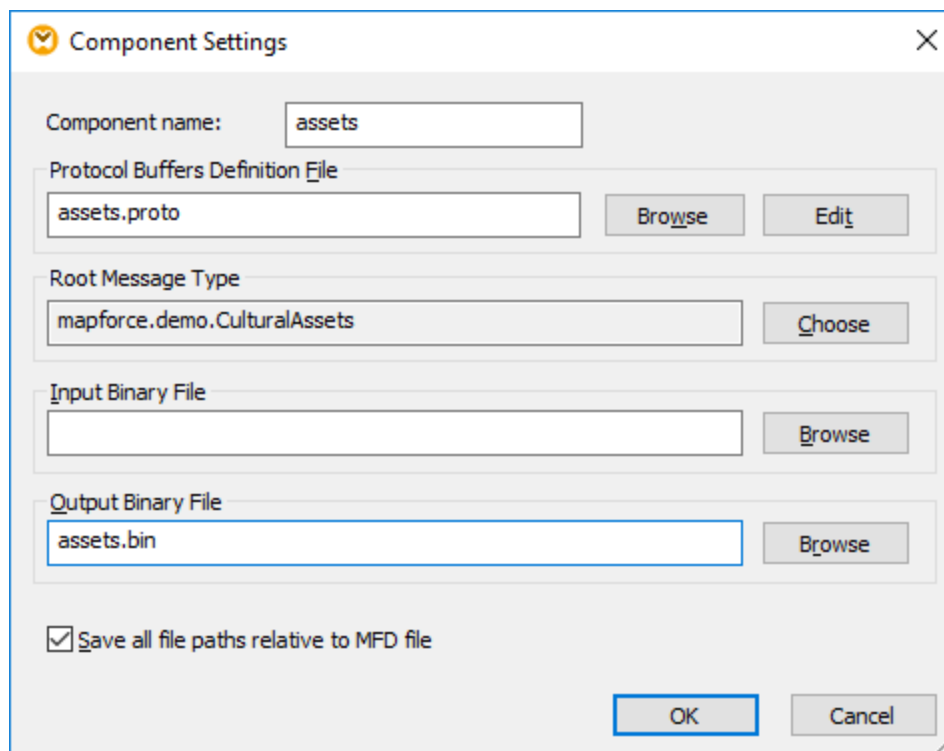 Component Settings
Component name: assets
Protocol Buffers Definition File
assets.proto Browse Edit
Root Message Type
mapforce.demo.CulturalAssets Choose
Input Binary File
Browse
Output Binary File
assets.bin Browse
Save all file paths relative to MFD file
OK Cancel